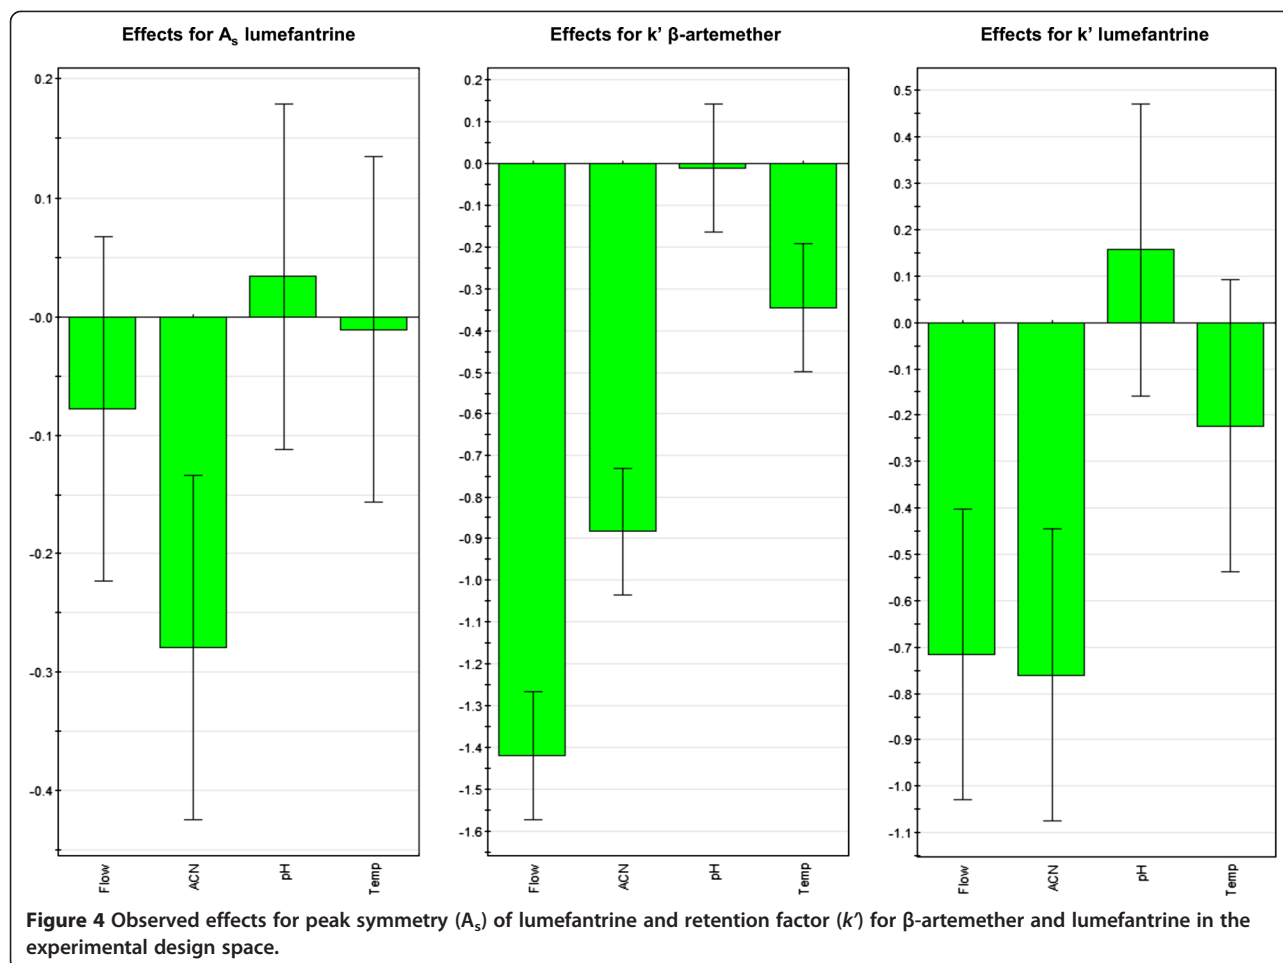 Effects for As lumefantrine
0.2
0.1
-0.0
-0.1
-0.2
-0.3
-0.4
Flow
ACN
pH
Temp
Effects for k' β-artemether
0.2
0.1
0.0
-0.1
-0.2
-0.3
-0.4
-0.5
-0.6
-0.7
-0.8
-0.9
-1.0
-1.1
-1.2
-1.3
-1.4
-1.5
-1.6
Flow
ACN
pH
Temp
Effects for k' lumefantrine
0.5
0.4
0.3
0.2
0.1
0.0
-0.1
-0.2
-0.3
-0.4
-0.5
-0.6
-0.7
-0.8
-0.9
-1.0
-1.1
Flow
ACN
pH
Temp
Figure 4 Observed effects for peak symmetry (As) of lumefantrine and retention factor (k') for β-artemether and lumefantrine in the
experimental design space.